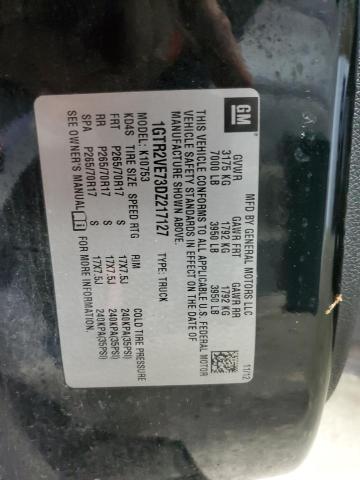 GM
MFD BY GENERAL MOTORS LLC
11/12
GVWR GAWR FRT GAWR RR
3175 KG 1792 KG 1792 KG
7000 LB 3950 LB 3950 LB
THIS VEHICLE CONFORMS TO ALL APPLICABLE U.S. FEDERAL MOTOR
VEHICLE SAFETY STANDARDS IN EFFECT ON THE DATE OF
MANUFACTURE SHOWN ABOVE.
1GTR2VE73DZ217127 TYPE: TRUCK
K10753
KD4S TIRE SIZE SPEED RTG RIM COLD TIRE PRESSURE
FRT P265/70R17 S 17X7.5J 240KPA(35PSI)
RR P265/70R17 S 17X7.5J 240KPA(35PSI)
SPA P265/70R17 S 17X7.5J 240KPA(35PSI)
SEE OWNER'S MANUAL FOR MORE INFORMATION